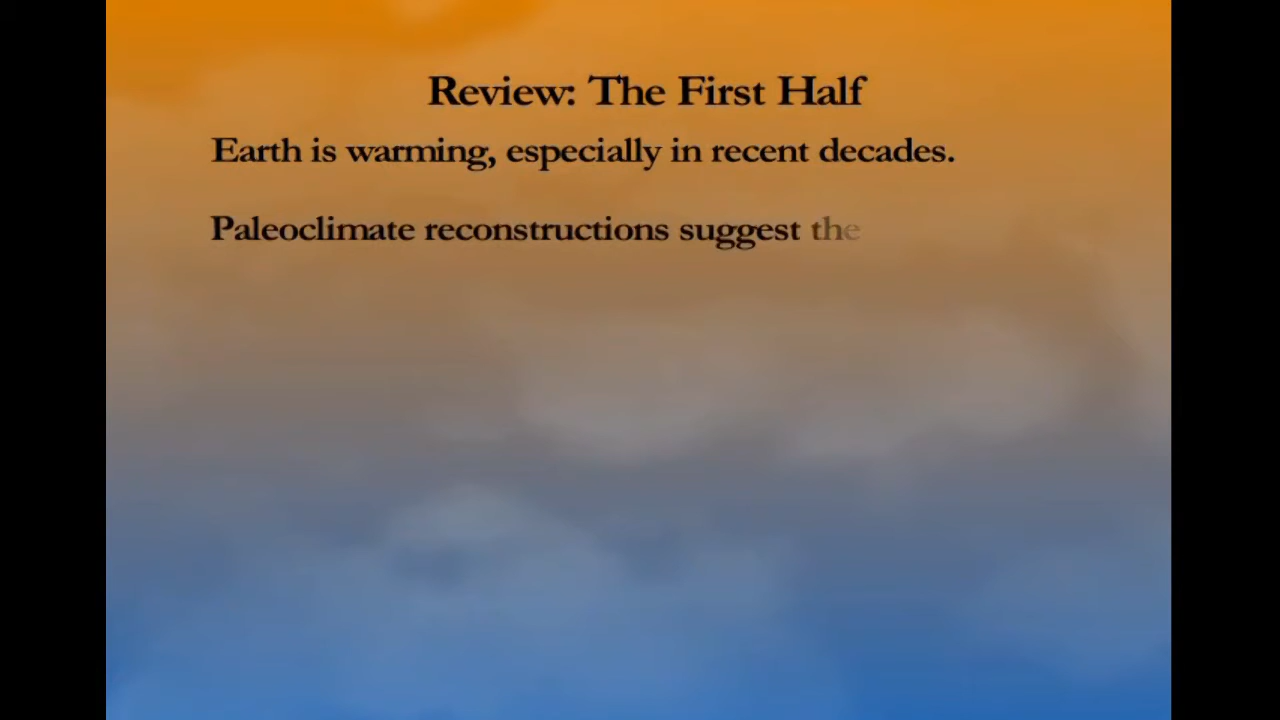 Review: The First Half
Earth is warming, especially in recent decades.
Paleoclimate reconstructions suggest the